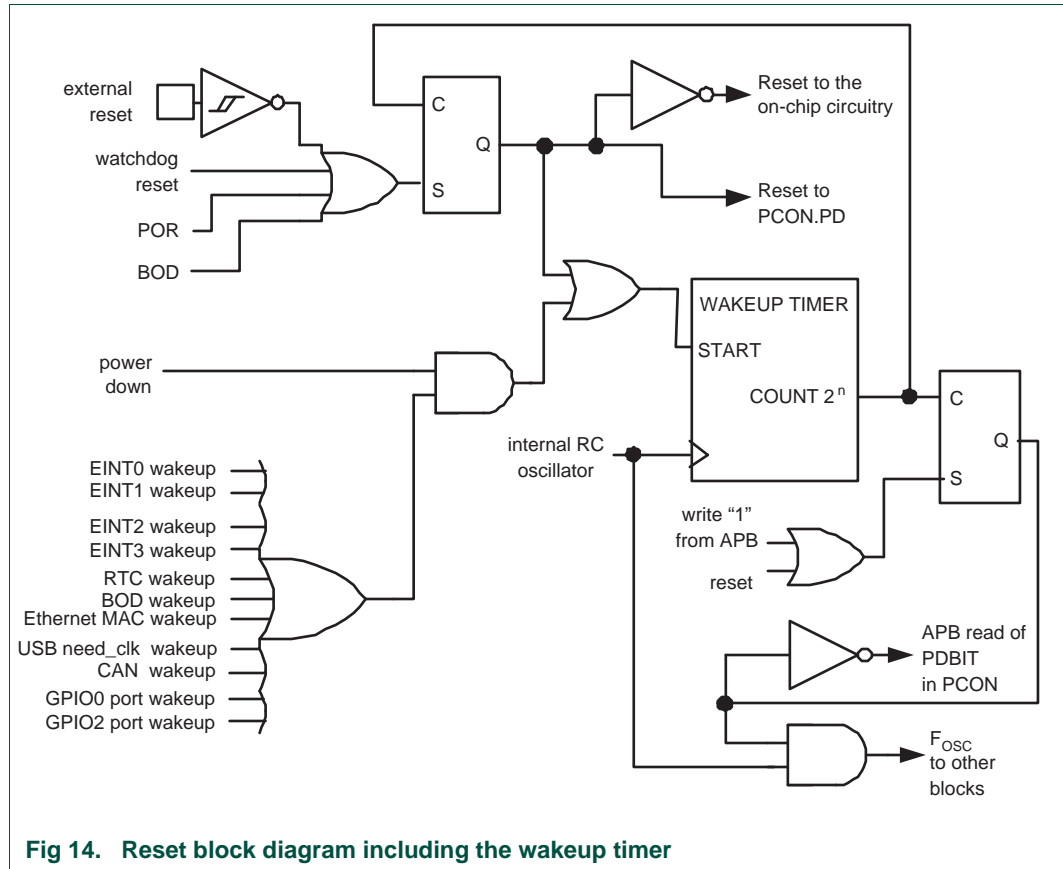 external
reset
watchdog
reset
POR
BOD
C
Q
S
Reset to the
on-chip circuitry
Reset to
PCON.PD
power
down
WAKEUP TIMER
START
COUNT 2ⁿ
internal RC
oscillator
C
Q
S
EINT0 wakeup
EINT1 wakeup
EINT2 wakeup
EINT3 wakeup
RTC wakeup
BOD wakeup
Ethernet MAC wakeup
USB need_clk wakeup
CAN wakeup
GPIO0 port wakeup
GPIO2 port wakeup
write “1”
from APB
reset
APB read of
PDBIT
in PCON
FOSC
to other
blocks
Fig 14. Reset block diagram including the wakeup timer